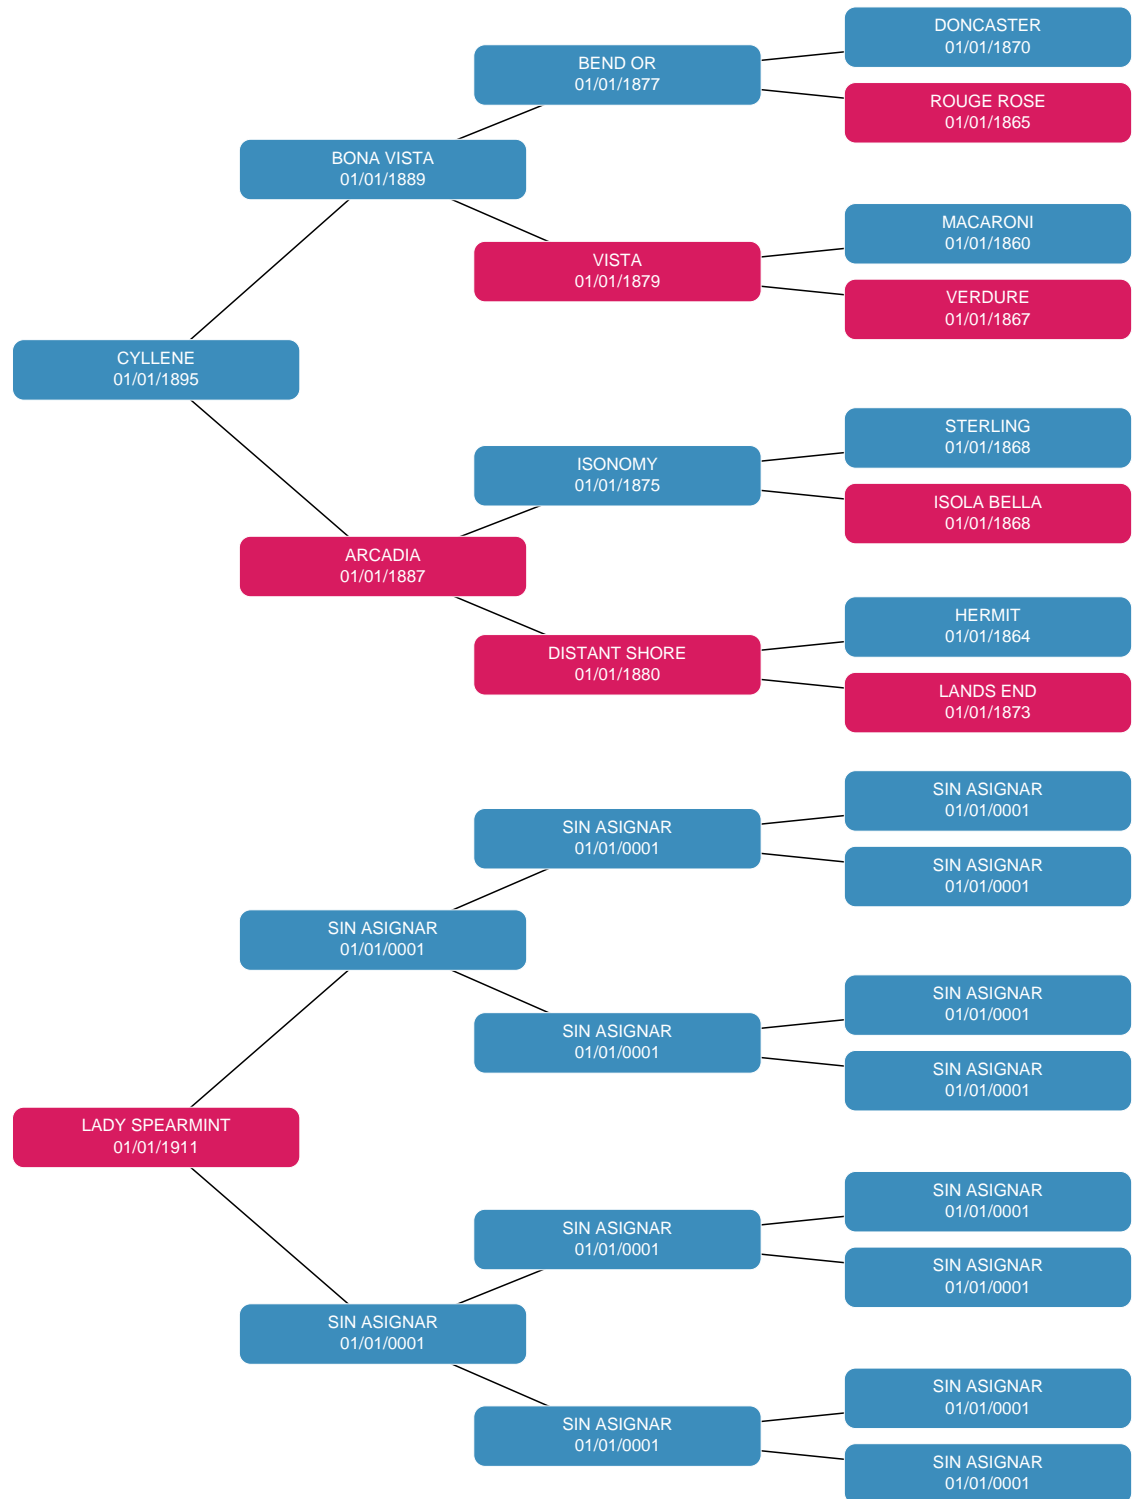 DONCASTER
01/01/1870
BEND OR
01/01/1877
ROUGE ROSE
01/01/1865
BONA VISTA
01/01/1889
MACARONI
01/01/1860
VISTA
01/01/1879
VERDURE
01/01/1867
CYLLENE
01/01/1895
STERLING
01/01/1868
ISONOMY
01/01/1875
ISOLA BELLA
01/01/1868
ARCADIA
01/01/1887
HERMIT
01/01/1864
DISTANT SHORE
01/01/1880
LANDS END
01/01/1873
SIN ASIGNAR
01/01/0001
SIN ASIGNAR
01/01/0001
SIN ASIGNAR
01/01/0001
SIN ASIGNAR
01/01/0001
SIN ASIGNAR
01/01/0001
SIN ASIGNAR
01/01/0001
SIN ASIGNAR
01/01/0001
LADY SPEARMINT
01/01/1911
SIN ASIGNAR
01/01/0001
SIN ASIGNAR
01/01/0001
SIN ASIGNAR
01/01/0001
SIN ASIGNAR
01/01/0001
SIN ASIGNAR
01/01/0001
SIN ASIGNAR
01/01/0001
SIN ASIGNAR
01/01/0001